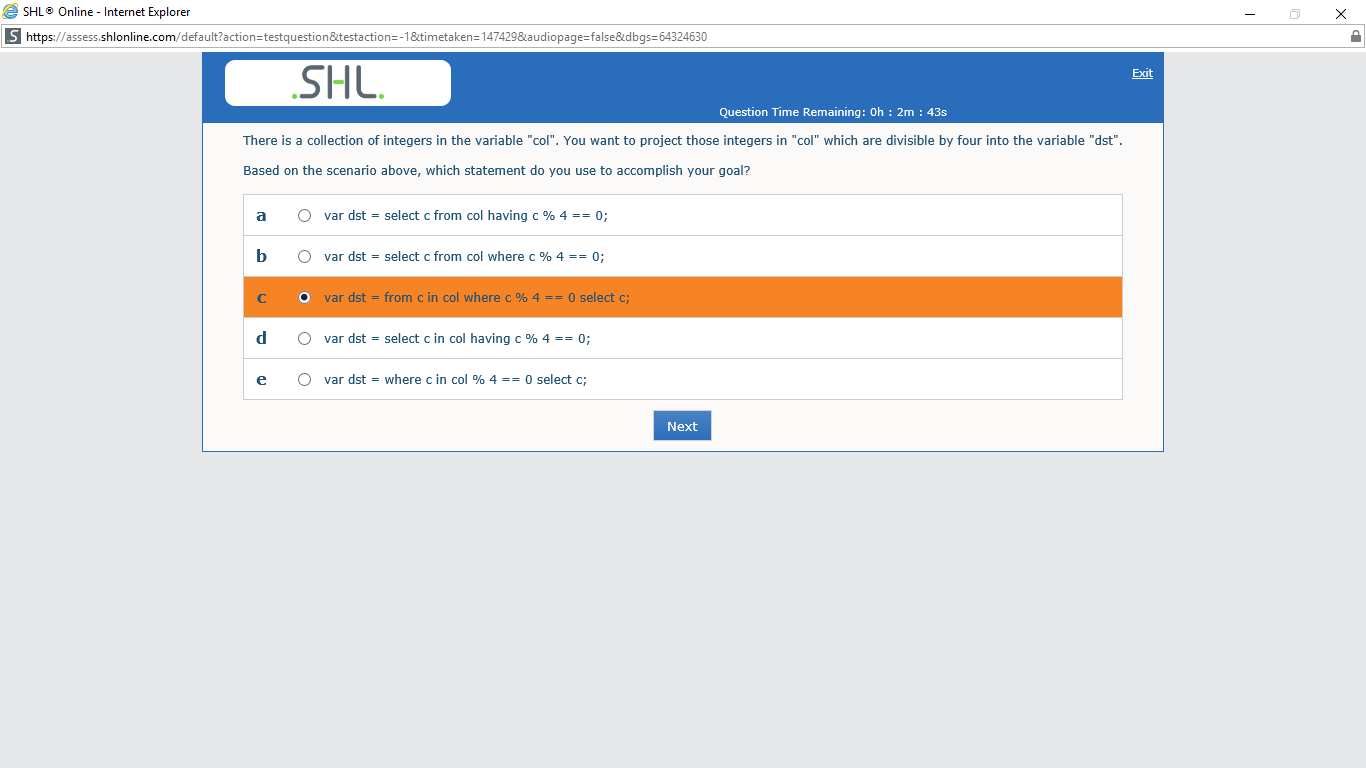 SHL® Online - Internet Explorer
https://assess.shlonline.com/default?action=testquestion&testaction=-1&timetaken=147429&audiopage=false&dbgs=64324630
.SHL.
Exit
Question Time Remaining: 0h : 2m : 43s
There is a collection of integers in the variable "col". You want to project those integers in "col" which are divisible by four into the variable "dst".
Based on the scenario above, which statement do you use to accomplish your goal?
a var dst = select c from col having c % 4 == 0;
b var dst = select c from col where c % 4 == 0;
c var dst = from c in col where c % 4 == 0 select c;
d var dst = select c in col having c % 4 == 0;
e var dst = where c in col % 4 == 0 select c;
Next